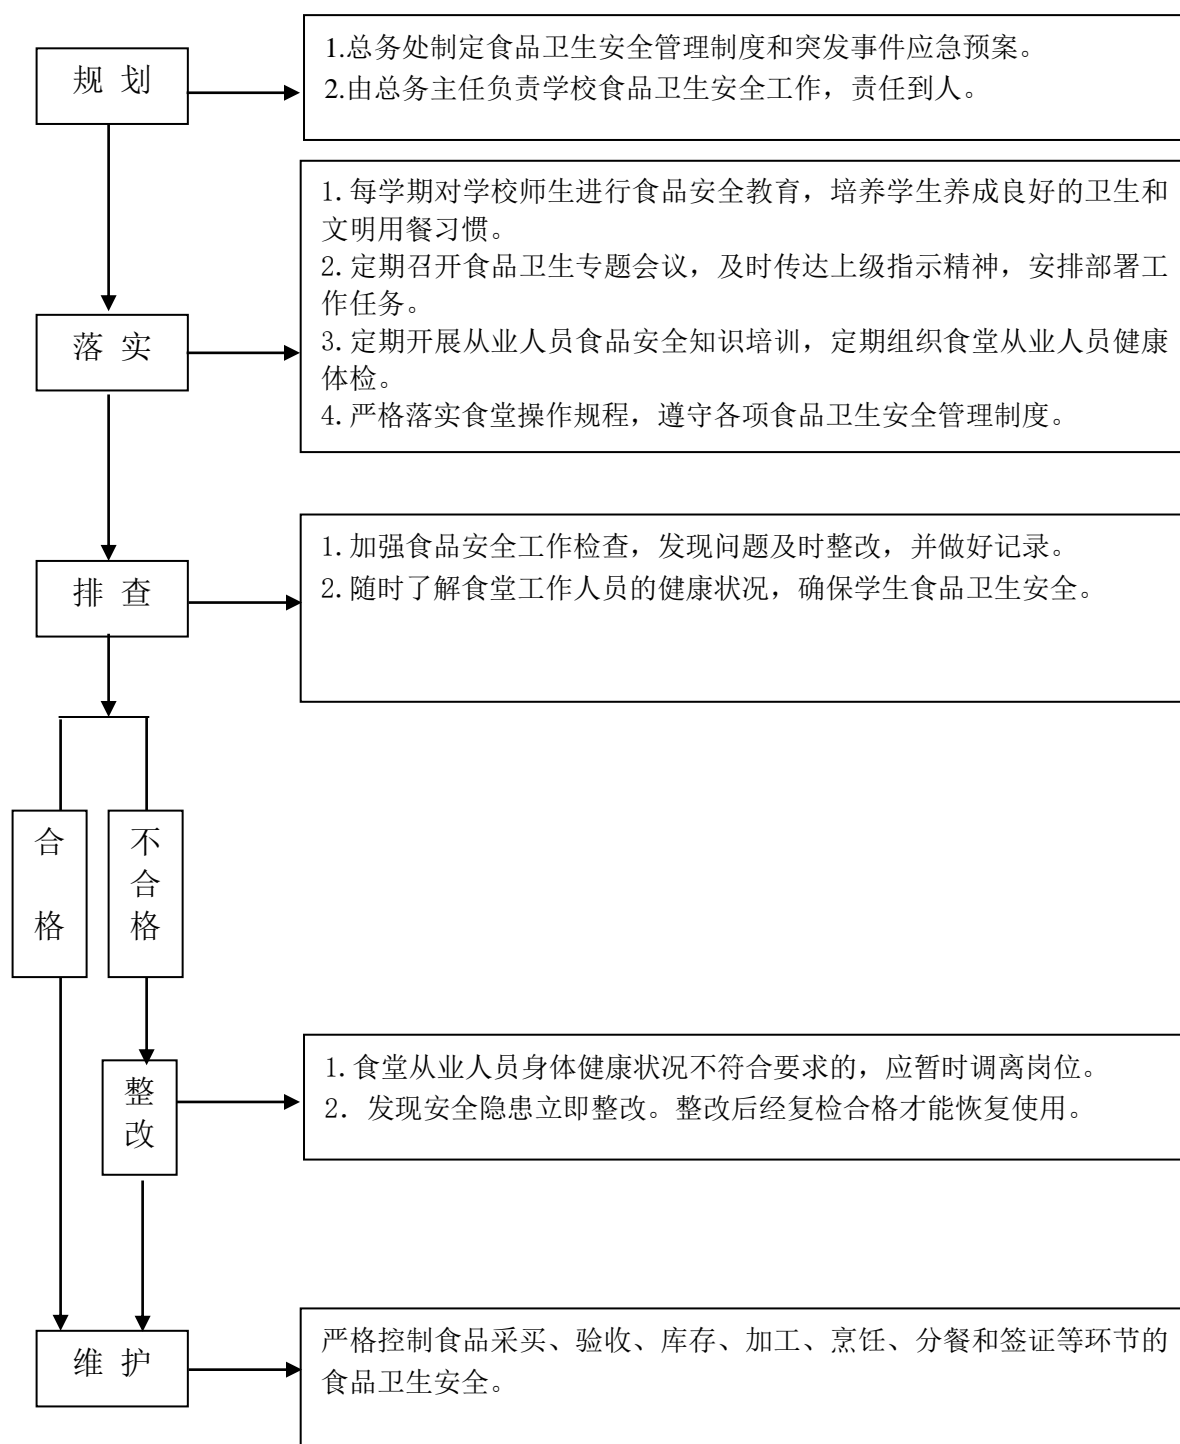 规 划
1.总务处制定食品卫生安全管理制度和突发事件应急预案。
2.由总务主任负责学校食品卫生安全工作，责任到人。
落 实
1. 每学期对学校师生进行食品安全教育，培养学生养成良好的卫生和
文明用餐习惯。
2. 定期召开食品卫生专题会议，及时传达上级指示精神，安排部署工
作任务。
3. 定期开展从业人员食品安全知识培训，定期组织食堂从业人员健康
体检。
4. 严格落实食堂操作规程，遵守各项食品卫生安全管理制度。
排 查
1. 加强食品安全工作检查，发现问题及时整改，并做好记录。
2. 随时了解食堂工作人员的健康状况，确保学生食品卫生安全。
合
格
不
合
格
整
改
1. 食堂从业人员身体健康状况不符合要求的，应暂时调离岗位。
2．发现安全隐患立即整改。整改后经复检合格才能恢复使用。
维 护
严格控制食品采买、验收、库存、加工、烹饪、分餐和签证等环节的
食品卫生安全。